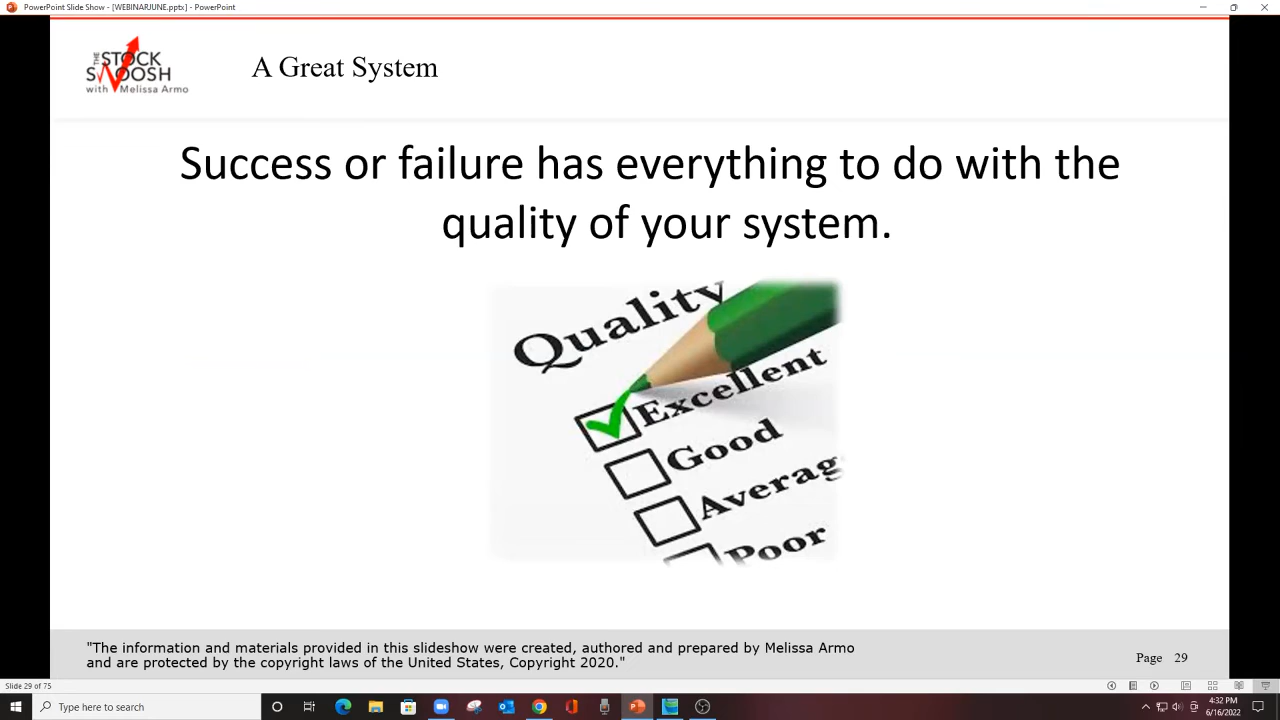 PowerPoint Slide Show - [WEBINARJUNE.pptx] - PowerPoint
THE STOCK
SWOOSH
with Melissa Armo
A Great System
Success or failure has everything to do with the
quality of your system.
Quality
Excellent
Good
Averag
Poor
"The information and materials provided in this slideshow were created, authored and prepared by Melissa Armo
and are protected by the copyright laws of the United States, Copyright 2020."
Page 29
Slide 29 of 75
Type here to search
4:32 PM
6/16/2022